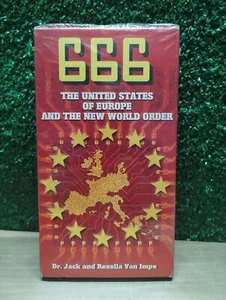 666
THE UNITED STATES
OF EUROPE
AND THE NEW WORLD ORDER
Dr. Jack and Rexella Van Impe